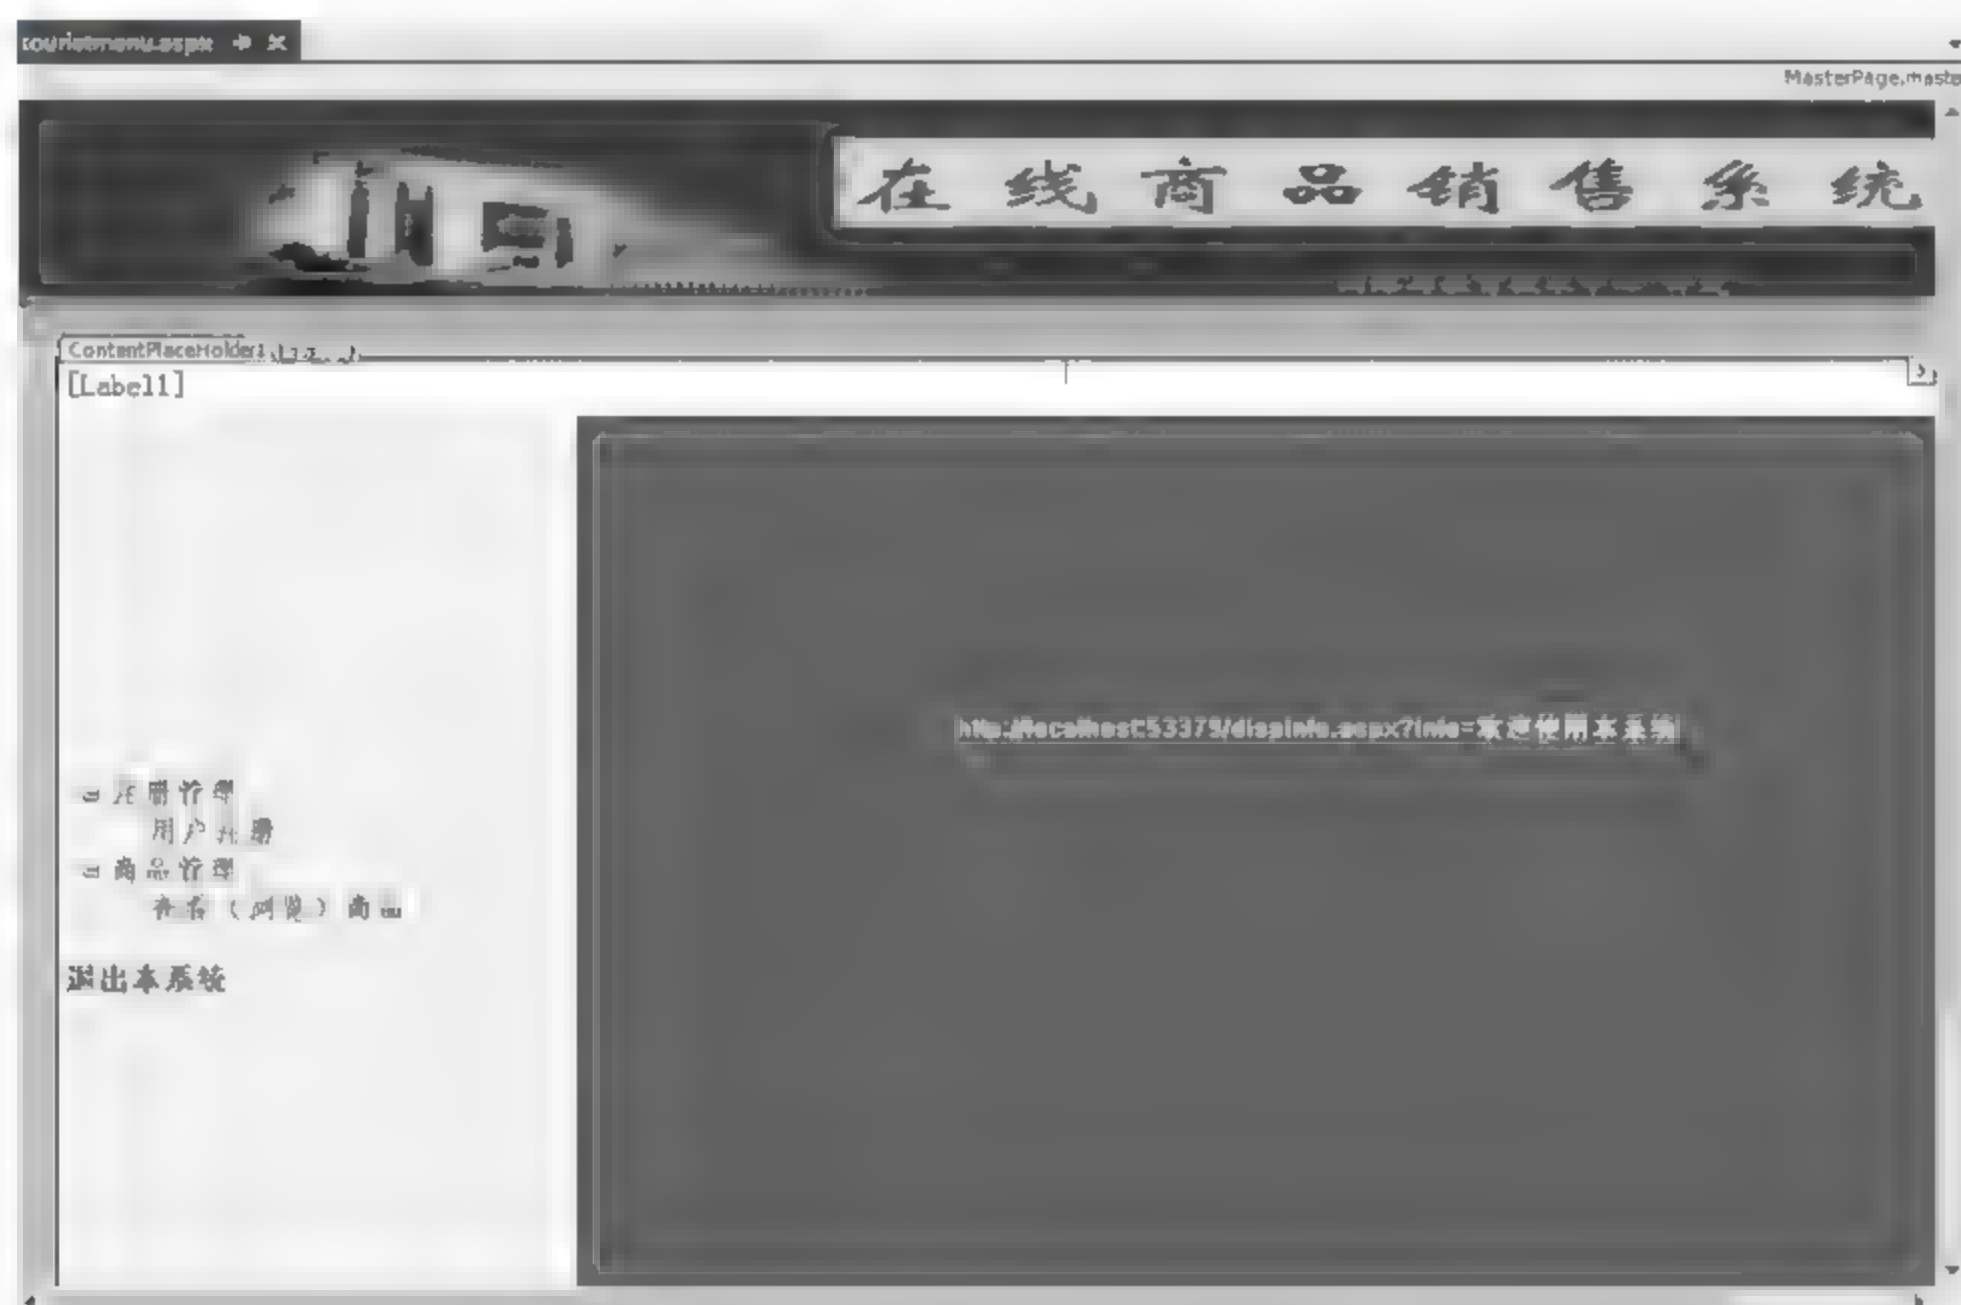 touristmenu.aspx
MasterPage.maste
在线商品销售系统
ContentPlaceHolder1
[Label1]
http://localhost:53379/dispinfo.aspx?info=欢迎使用本系统
注册管理
用户注册
商品管理
查看（浏览）商品
退出本系统